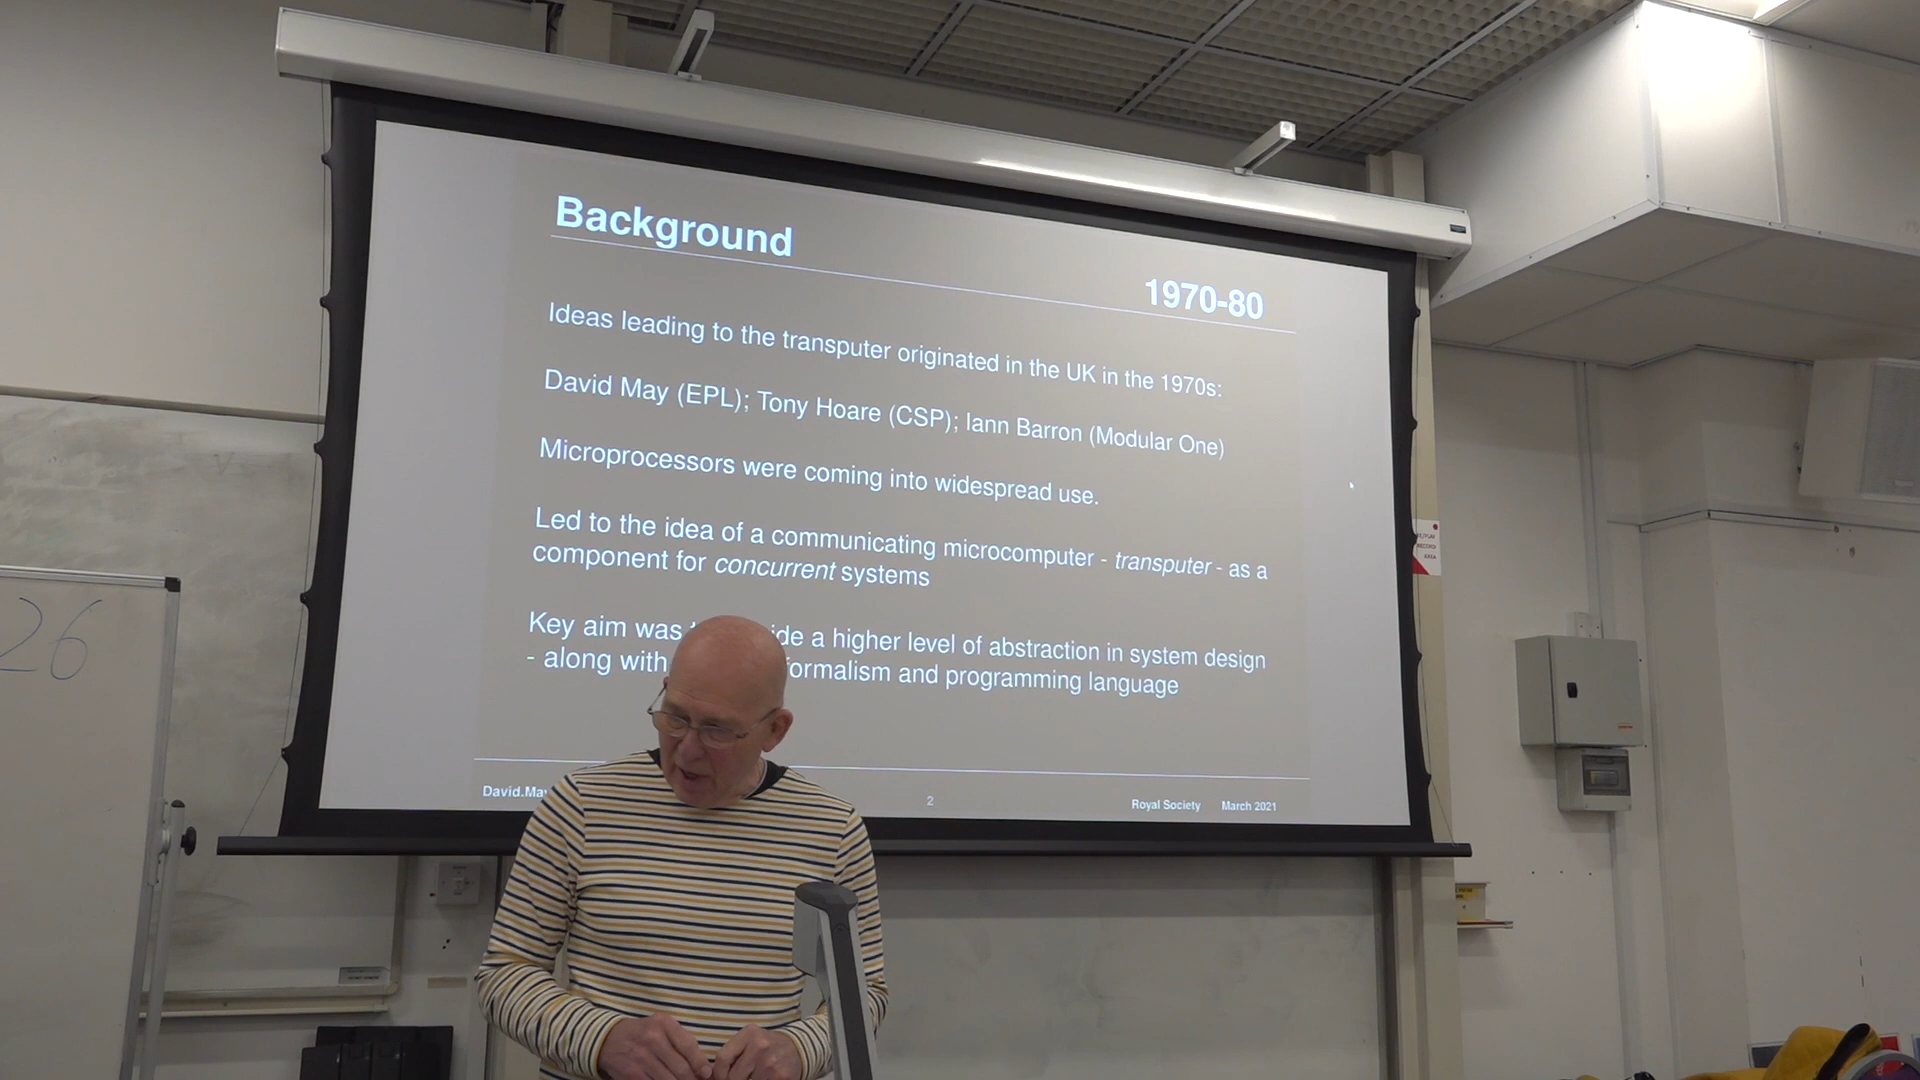 Background
1970-80
Ideas leading to the transputer originated in the UK in the 1970s:
David May (EPL); Tony Hoare (CSP); Iann Barron (Modular One)
Microprocessors were coming into widespread use.
Led to the idea of a communicating microcomputer - transputer - as a
component for concurrent systems
Key aim was a higher level of abstraction in system design
- along with formalism and programming language
David.May
2
Royal Society March 2021
26
AREA